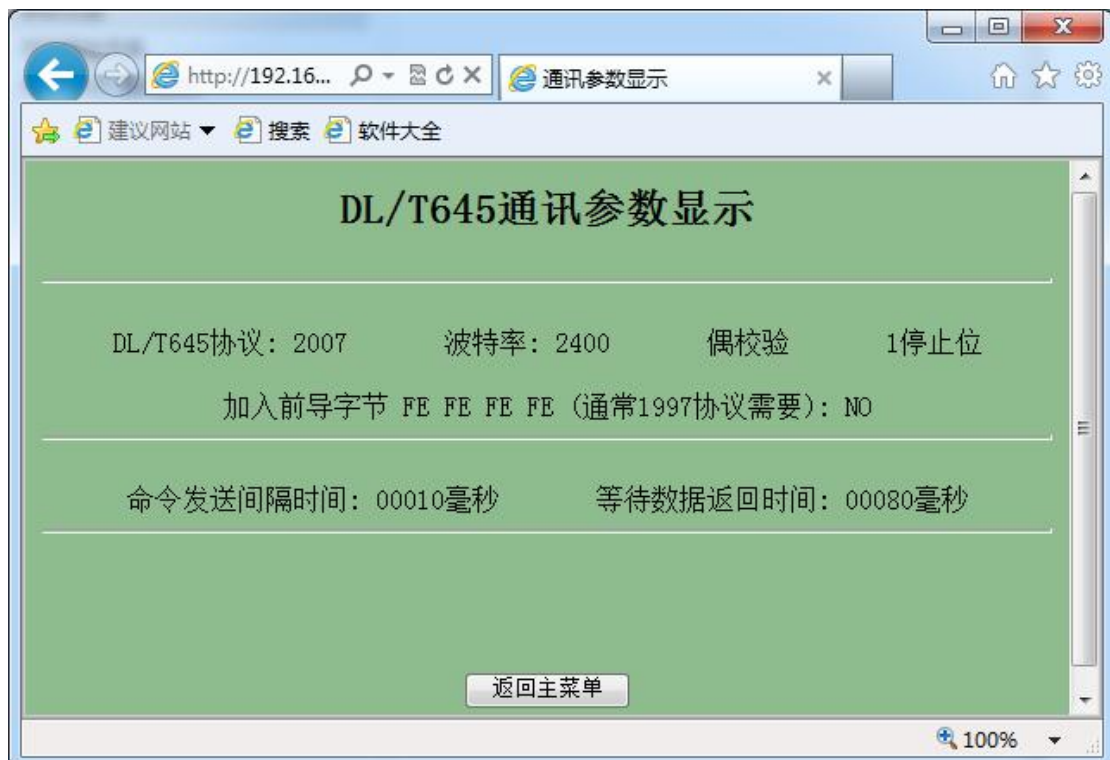 http://192.16...
通讯参数显示
建议网站
搜索
软件大全
DL/T645通讯参数显示
DL/T645协议: 2007 波特率: 2400 偶校验 1停止位
加入前导字节 FE FE FE FE (通常1997协议需要): NO
命令发送间隔时间: 00010毫秒 等待数据返回时间: 00080毫秒
返回主菜单
100%